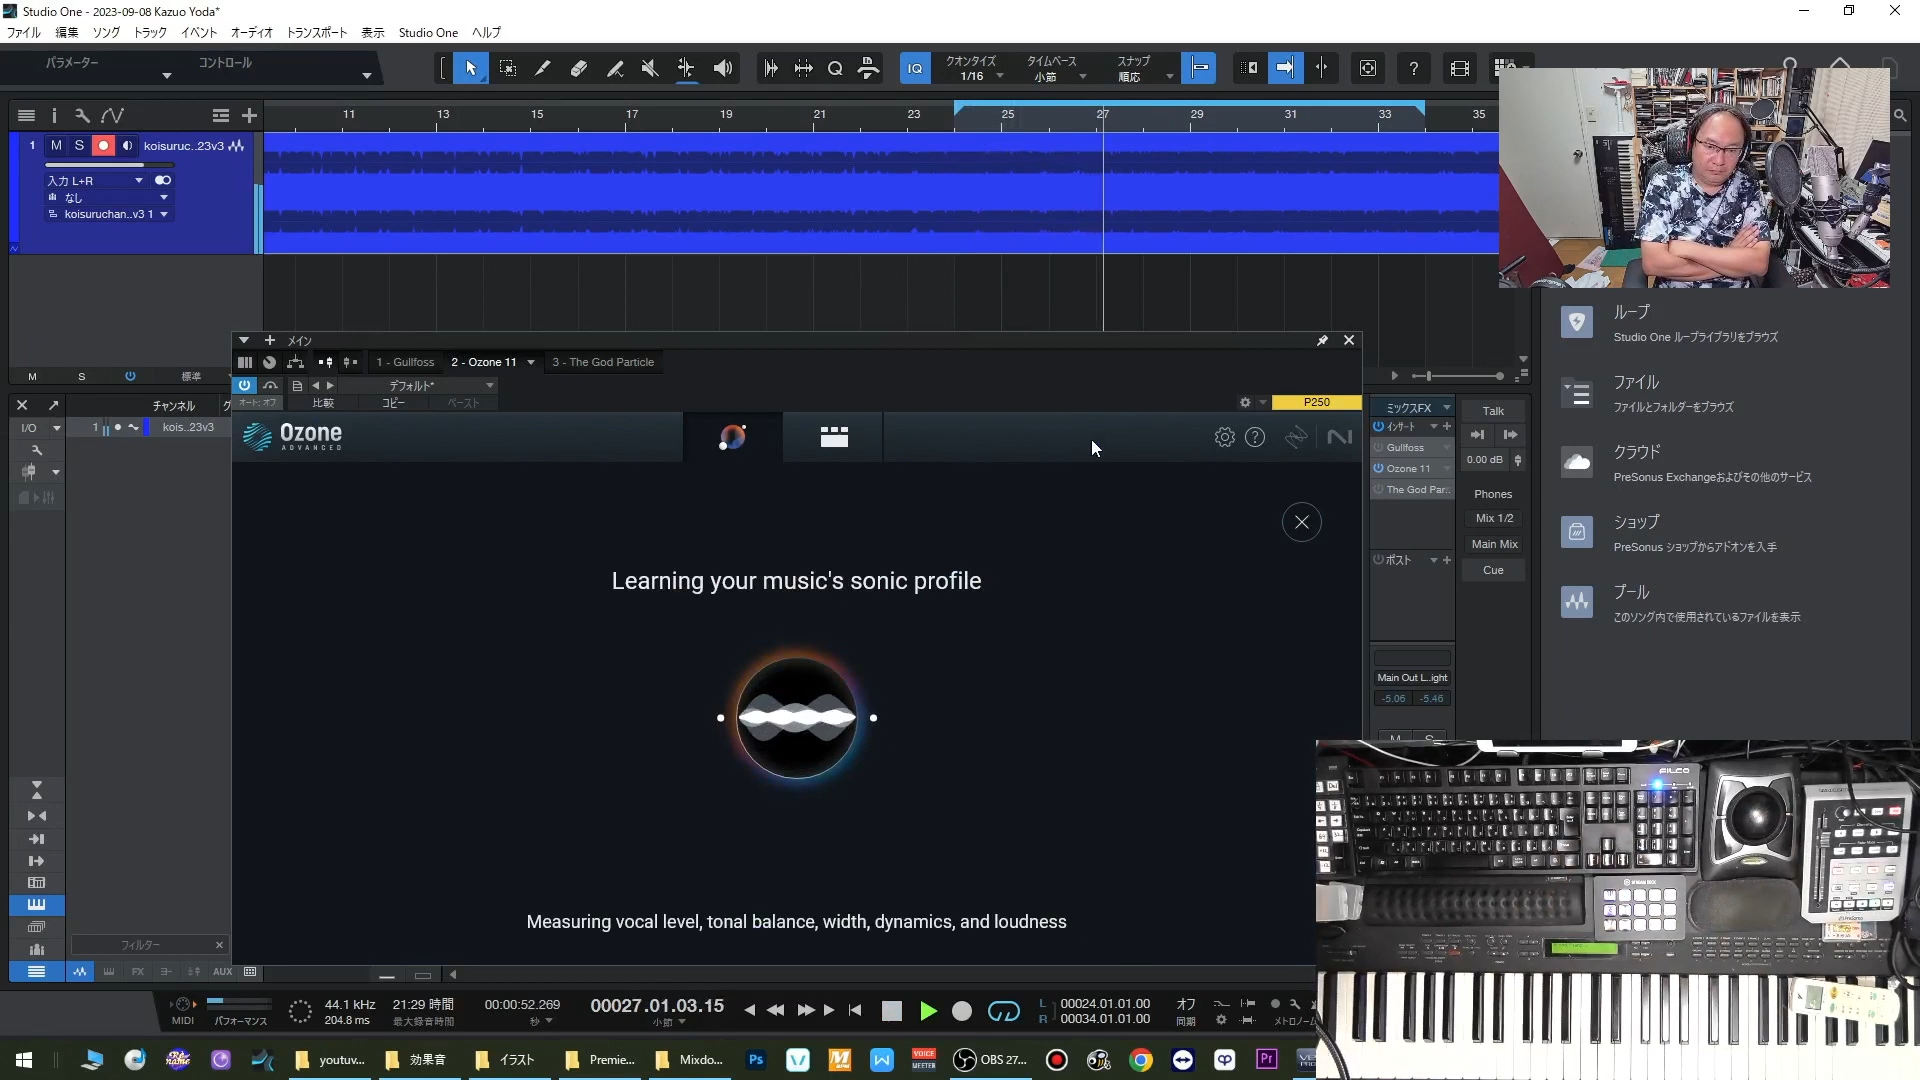 Studio One - 2023-09-08 Kazuo Yoda*
ファイル 編集 ソング トラック イベント オーディオ トランスポート 表示 Studio One ヘルプ
パラメーター コントロール
IQ クオンタイズ 1/16 タイムベース 小節 スナップ 順応 ?
11 13 15 17 19 21 23 25 27 29 31 33 35
1 M S koisuruc..23v3
入力 L+R
なし
koisuruchan..v3 1
M S 標準
メイン
1 - Gullfoss 2 - Ozone 11 3 - The God Particle
デフォルト*
オート: オフ 比較 コピー ペースト P250
Ozone
ADVANCED
Learning your music's sonic profile
Measuring vocal level, tonal balance, width, dynamics, and loudness
チャンネル
I/O 1 kois..23v3
フィルター
FX AUX
ミックスFX
インサート
Gullfoss
Ozone 11
The God Par..
ポスト
Main Out L..ight
-5.06 -5.46
M S
Talk
0.00 dB
Phones
Mix 1/2
Main Mix
Cue
ループ
Studio One ループライブラリをブラウズ
ファイル
ファイルとフォルダーをブラウズ
クラウド
PreSonus Exchangeおよびその他のサービス
ショップ
PreSonus ショップからアドオンを入手
プール
このソング内で使用されているファイルを表示
FILCO
MIDI パフォーマンス
44.1 kHz
204.8 ms
21:29 時間
最大録音時間
00:00:52.269
秒
00027.01.03.15
小節
L 00024.01.01.00
R 00034.01.01.00
オフ
同期
メトロノーム
youtuv... 効果音 イラスト Premie... Mixdo... Ps VOICE MEETER OBS 27... Pr